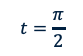 t = π/2